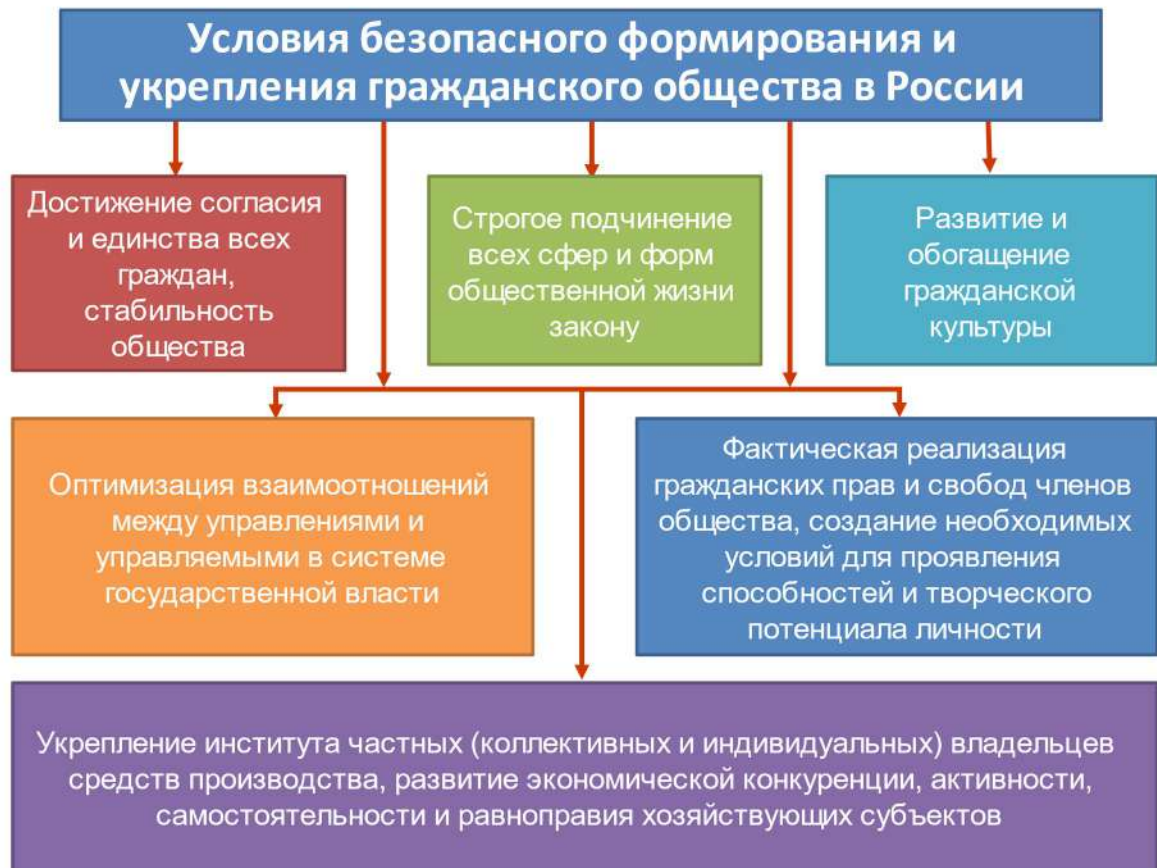 Условия безопасного формирования и
укрепления гражданского общества в России
Достижение согласия
и единства всех
граждан,
стабильность
общества
Строгое подчинение
всех сфер и форм
общественной жизни
закону
Развитие и
обогащение
гражданской
культуры
Оптимизация взаимоотношений
между управлениями и
управляемыми в системе
государственной власти
Фактическая реализация
гражданских прав и свобод членов
общества, создание необходимых
условий для проявления
способностей и творческого
потенциала личности
Укрепление института частных (коллективных и индивидуальных) владельцев
средств производства, развитие экономической конкуренции, активности,
самостоятельности и равноправия хозяйствующих субъектов